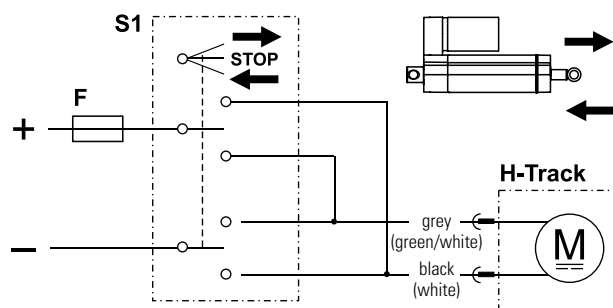 S1
STOP
F
+
−
H-Track
grey
(green/white)
black
(white)
M